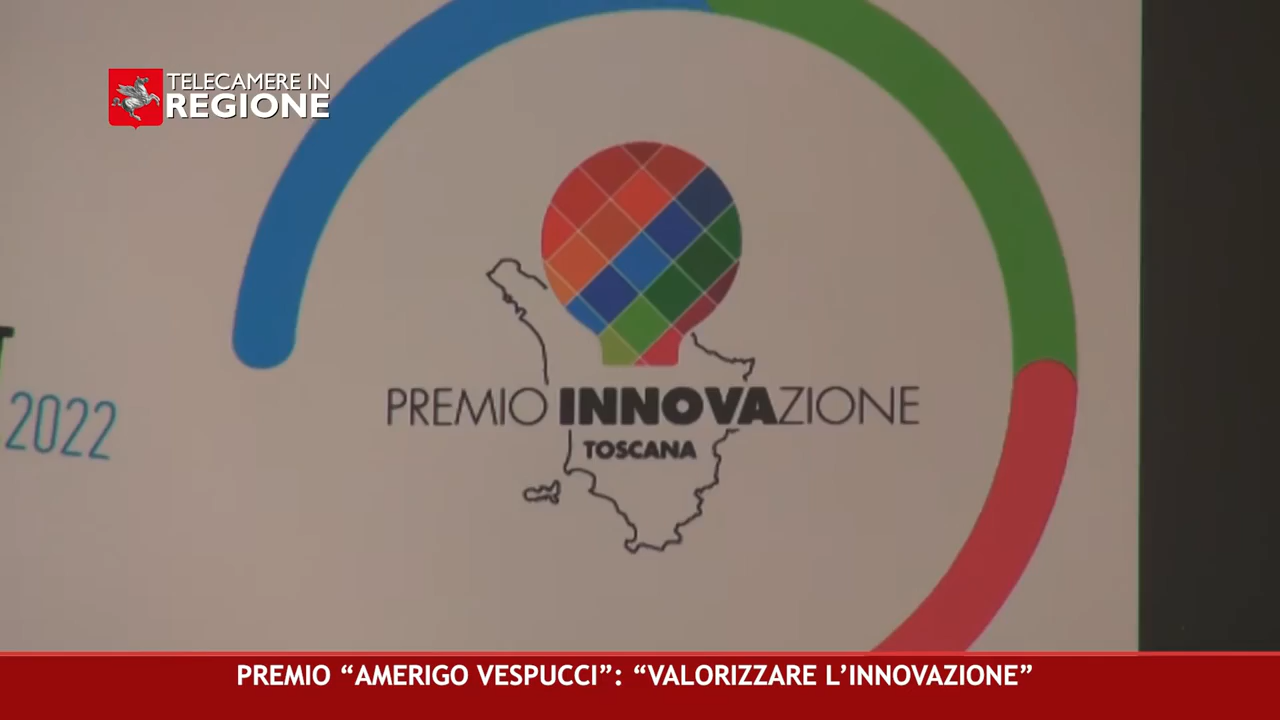 TELECAMERE IN
REGIONE
2022
PREMIO INNOVAZIONE
TOSCANA
PREMIO “AMERIGO VESPUCCI”: “VALORIZZARE L’INNOVAZIONE”